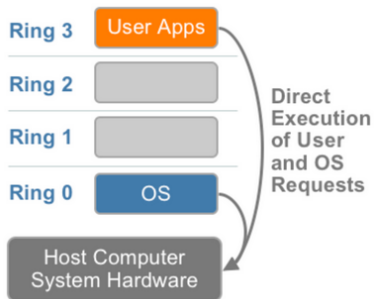 Ring 3
User Apps
Ring 2
Ring 1
Ring 0
OS
Direct
Execution
of User
and OS
Requests
Host Computer
System Hardware